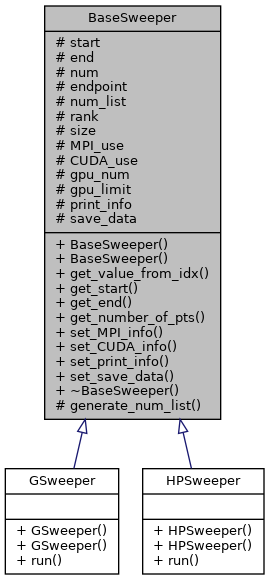 BaseSweeper
# start
# end
# num
# endpoint
# num_list
# rank
# size
# MPI_use
# CUDA_use
# gpu_num
# gpu_limit
# print_info
# save_data
+ BaseSweeper()
+ BaseSweeper()
+ get_value_from_idx()
+ get_start()
+ get_end()
+ get_number_of_pts()
+ set_MPI_info()
+ set_CUDA_info()
+ set_print_info()
+ set_save_data()
+ ~BaseSweeper()
# generate_num_list()
GSweeper
+ GSweeper()
+ GSweeper()
+ run()
HPSweeper
+ HPSweeper()
+ HPSweeper()
+ run()